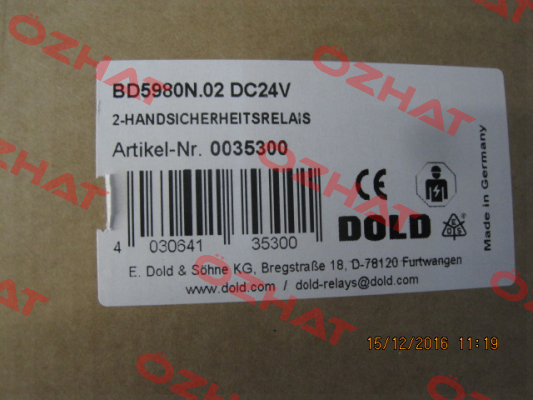 BD5980N.02 DC24V
2-HANDSICHERHEITSRELAiS
Artikel-Nr. 0035300
CE
DOLD
Made in Germany
4 030641 35300
E. Dold & Söhne KG, Bregstraße 18, D-78120 Furtwangen
www.dold.com / dold-relays@dold.com
15/12/2016 11:19
OZHAT
OZHAT
OZHAT
OZHAT
OZHAT
OZHAT
OZHAT